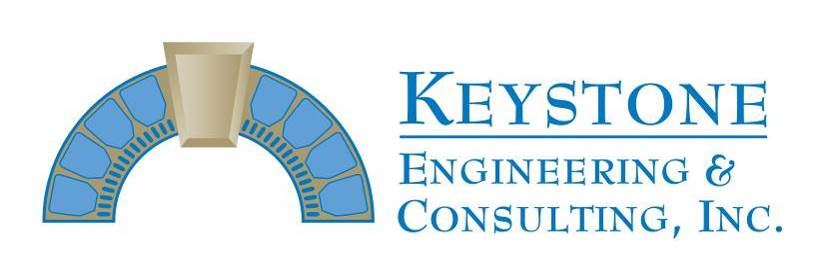 Keystone
Engineering &
Consulting, Inc.